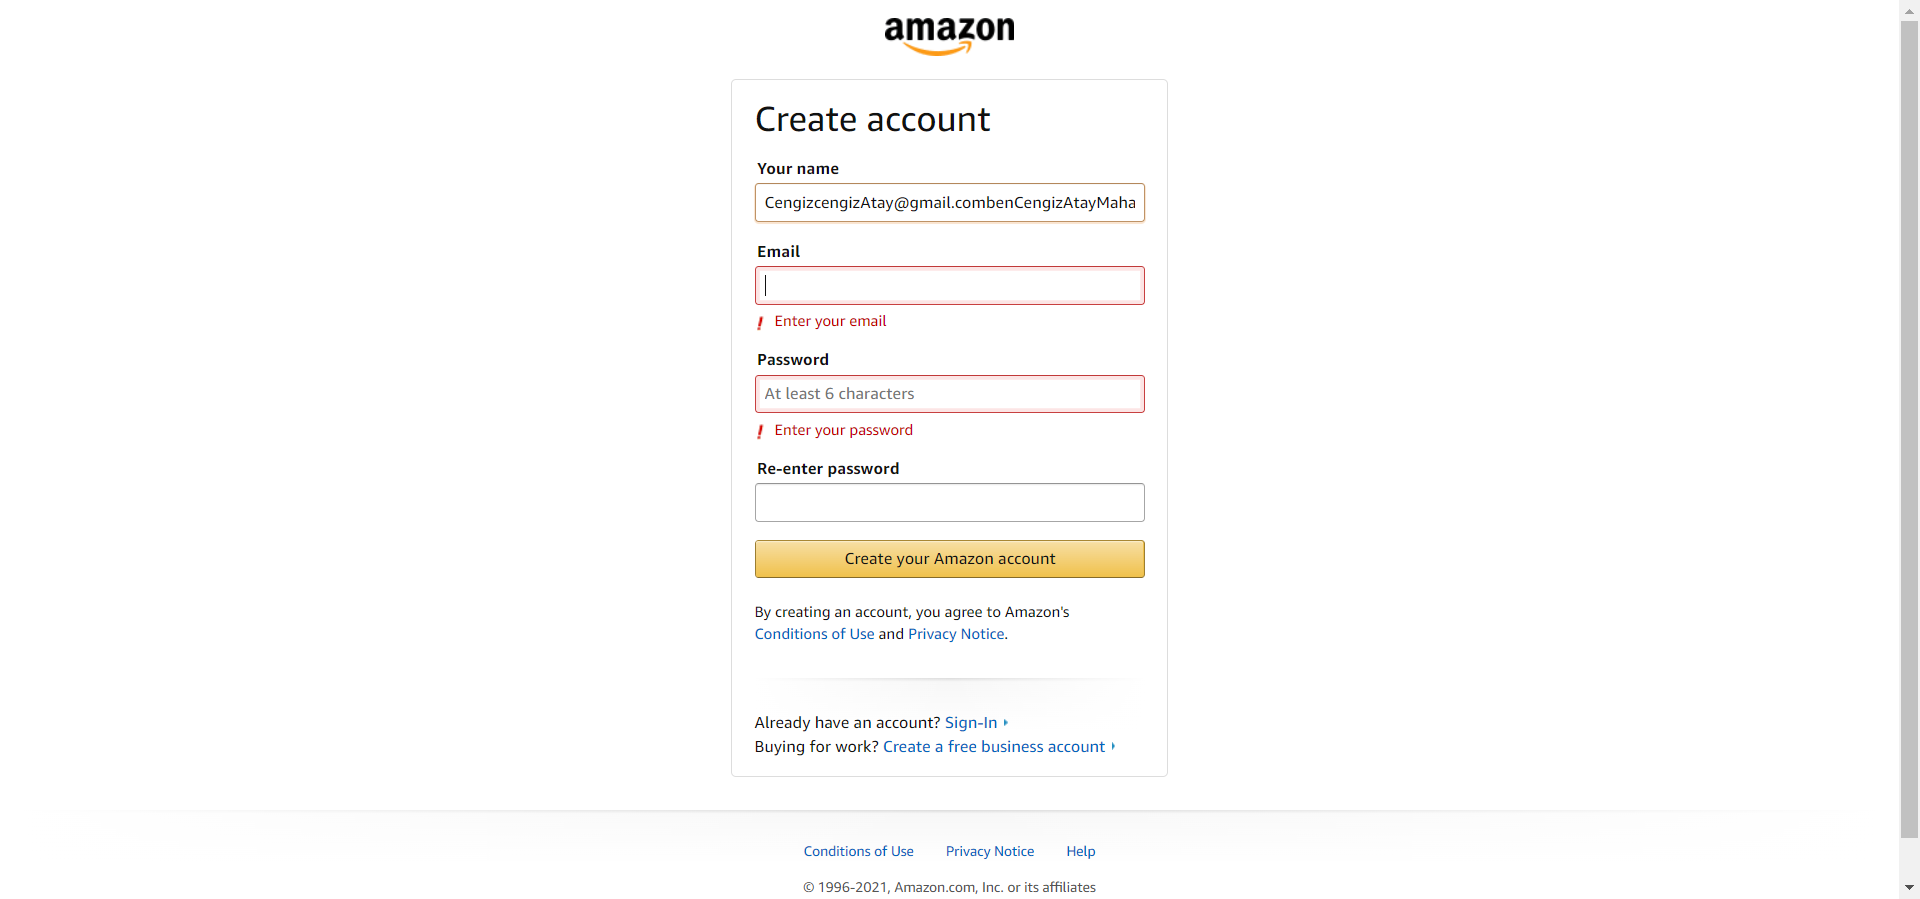 amazon
Create account
Your name
CengizcengizAtay@gmail.combenCengizAtayMaha
Email
! Enter your email
Password
At least 6 characters
! Enter your password
Re-enter password
Create your Amazon account
By creating an account, you agree to Amazon's
Conditions of Use and Privacy Notice.
Already have an account? Sign-In
Buying for work? Create a free business account
Conditions of Use Privacy Notice Help
© 1996-2021, Amazon.com, Inc. or its affiliates